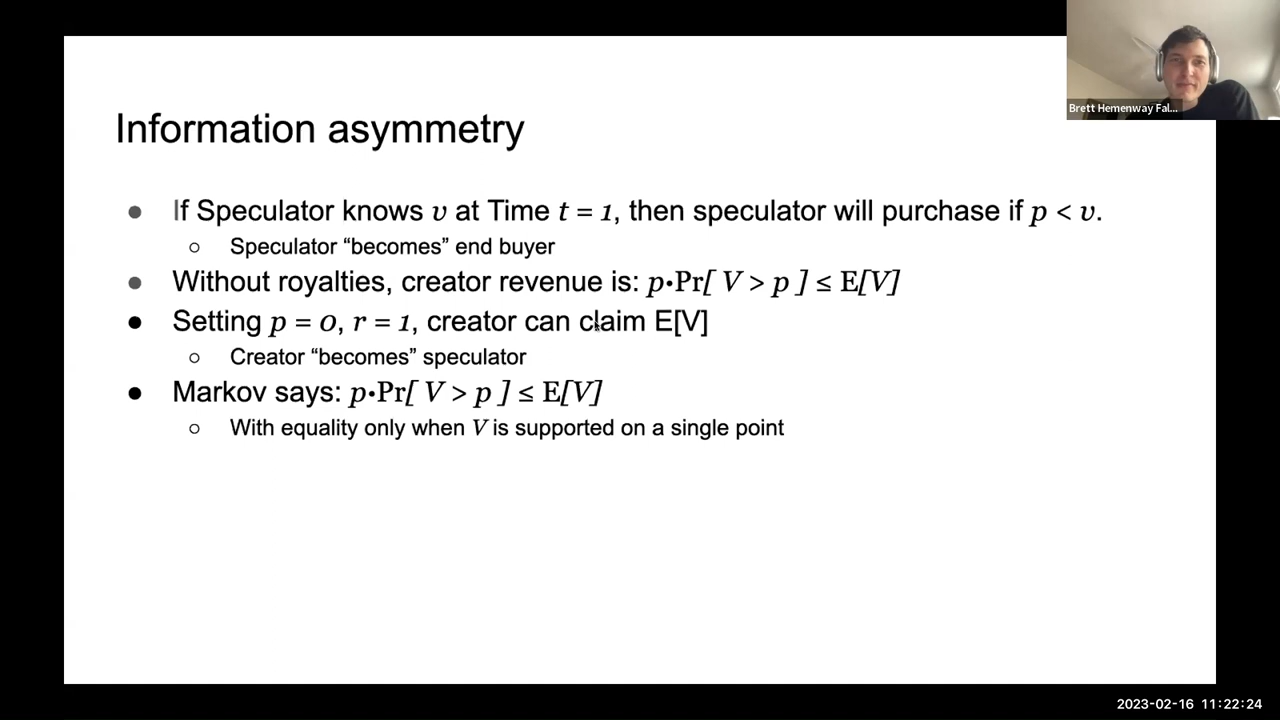 Brett Hemenway Fal...
Information asymmetry
● If Speculator knows v at Time t = 1, then speculator will purchase if p < v.
○ Speculator “becomes” end buyer
● Without royalties, creator revenue is: p•Pr[ V > p ] ≤ E[V]
● Setting p = 0, r = 1, creator can claim E[V]
○ Creator “becomes” speculator
● Markov says: p•Pr[ V > p ] ≤ E[V]
○ With equality only when V is supported on a single point
2023-02-16 11:22:24